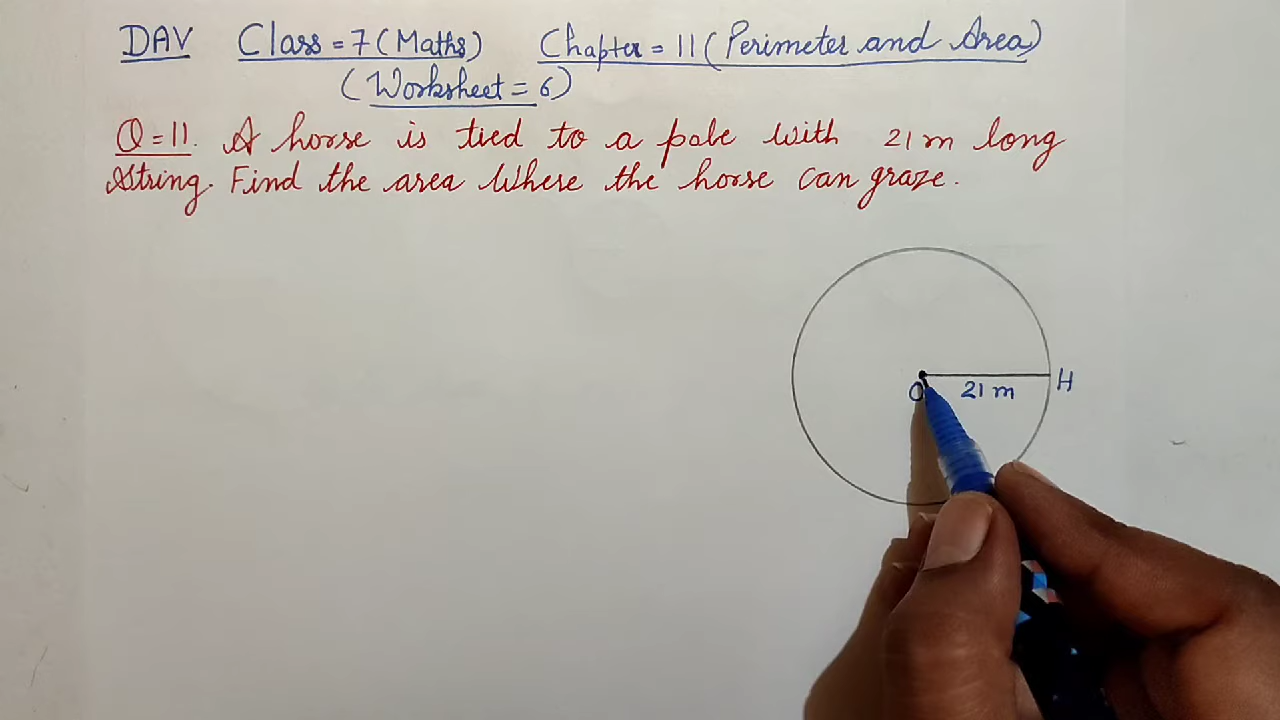 DAV Class=7(Maths) Chapter=11(Perimeter and Area)
(Worksheet=6)
Q=11. A horse is tied to a pole with 21m long
string. Find the area Where the horse can graze.
O 21 m H